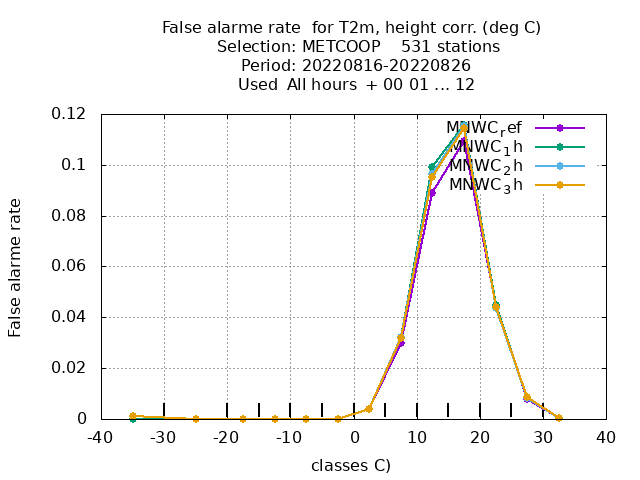 False alarme rate  for T2m, height corr. (deg C)
Selection: METCOOP    531 stations
Period: 20220816-20220826
Used  All hours  + 00 01 ... 12
False alarme rate
0.12
0.1
0.08
0.06
0.04
0.02
0
MNWC_ref
MNWC_1h
MNWC_2h
MNWC_3h
-40 -30 -20 -10 0 10 20 30 40
classes C)